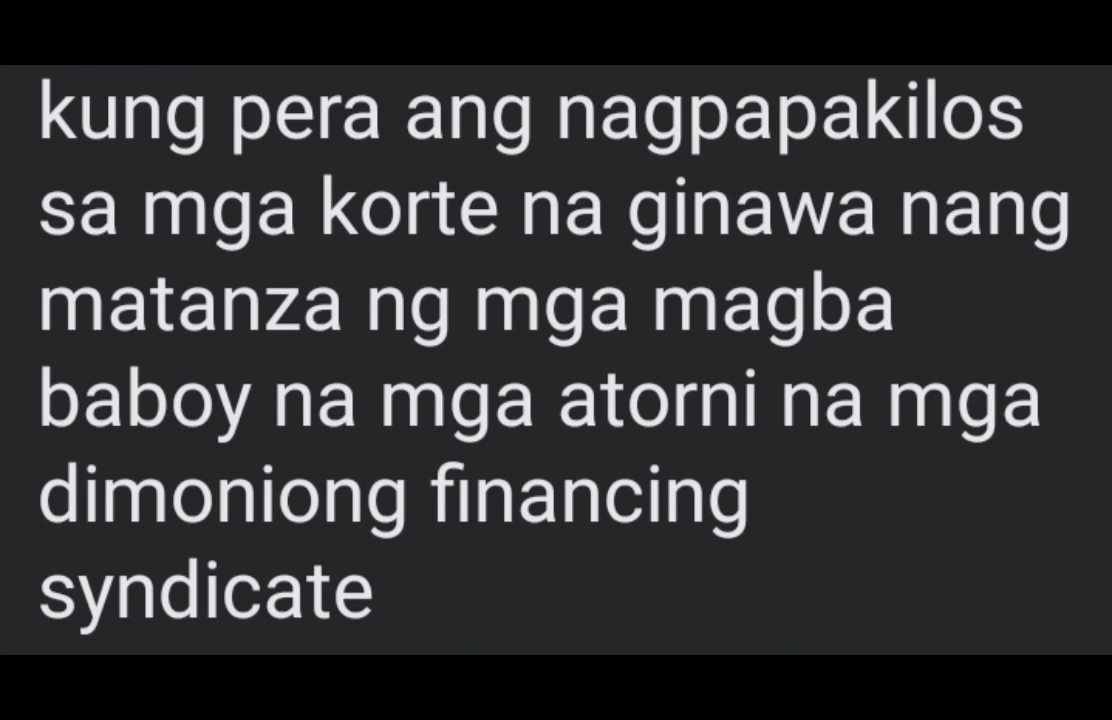 kung pera ang nagpapakilos
sa mga korte na ginawa nang
matanza ng mga magba
baboy na mga atorni na mga
dimoniong financing
syndicate